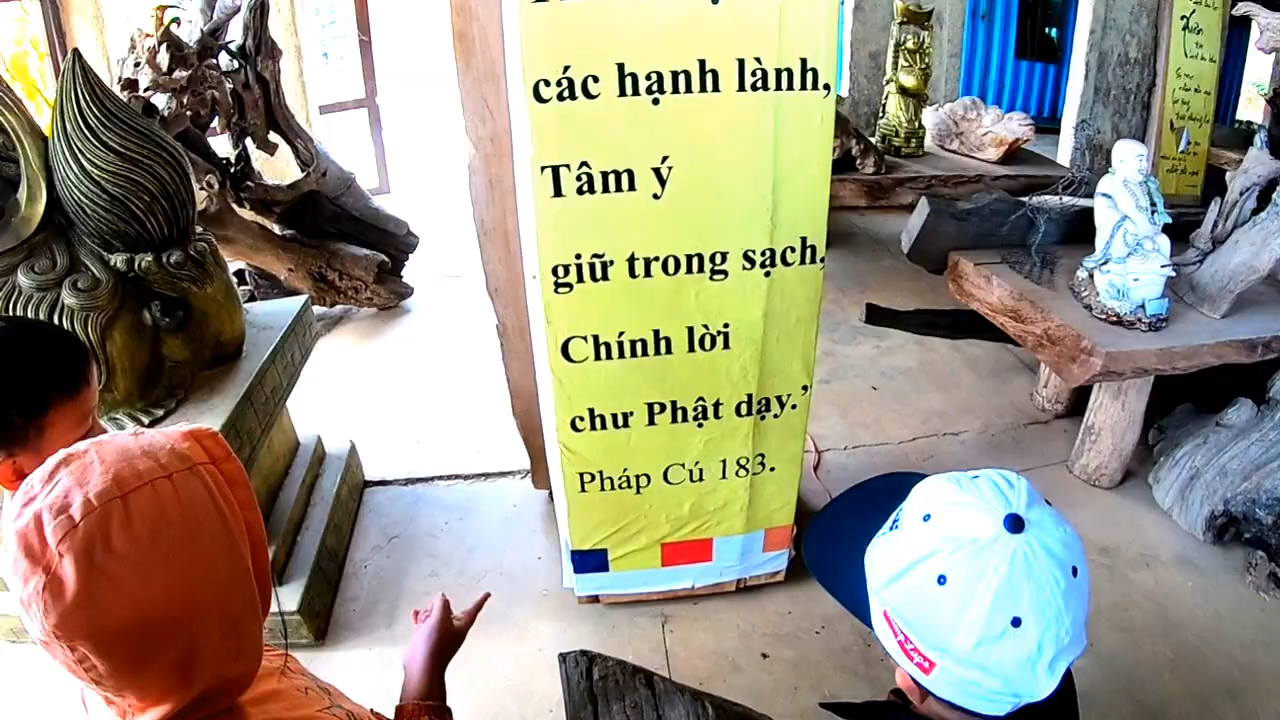 các hạnh lành,
Tâm ý
giữ trong sạch,
Chính lời
chư Phật dạy.”
Pháp Cú 183.